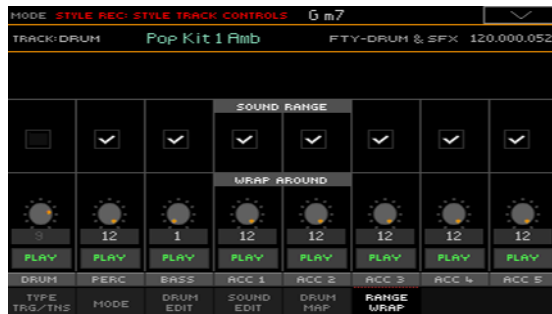 MODE STYLE REC: STYLE TRACK CONTROLS G m7
TRACK:DRUM Pop Kit 1 Amb FTY-DRUM & SFX 120.000.052
SOUND RANGE
WRAP AROUND
9 12 1 12 12 12 12 12
PLAY PLAY PLAY PLAY PLAY PLAY PLAY PLAY
DRUM PERC BASS ACC 1 ACC 2 ACC 3 ACC 4 ACC 5
TYPE TRG/TNS MODE DRUM EDIT SOUND EDIT DRUM MAP RANGE WRAP